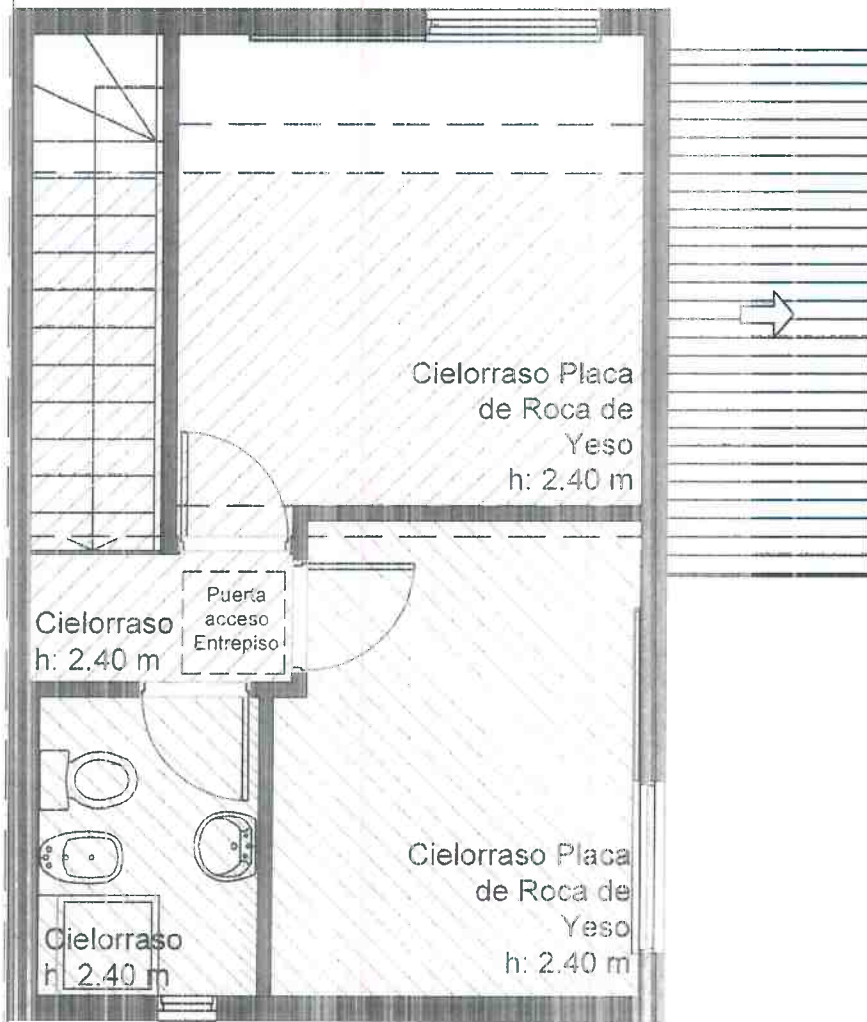 Cielorraso Placa
de Roca de
Yeso
h: 2.40 m
Puerta
acceso
Entrepiso
Cielorraso
h: 2.40 m
Cielorraso Placa
de Roca de
Yeso
h: 2.40 m
Cielorraso
h: 2.40 m